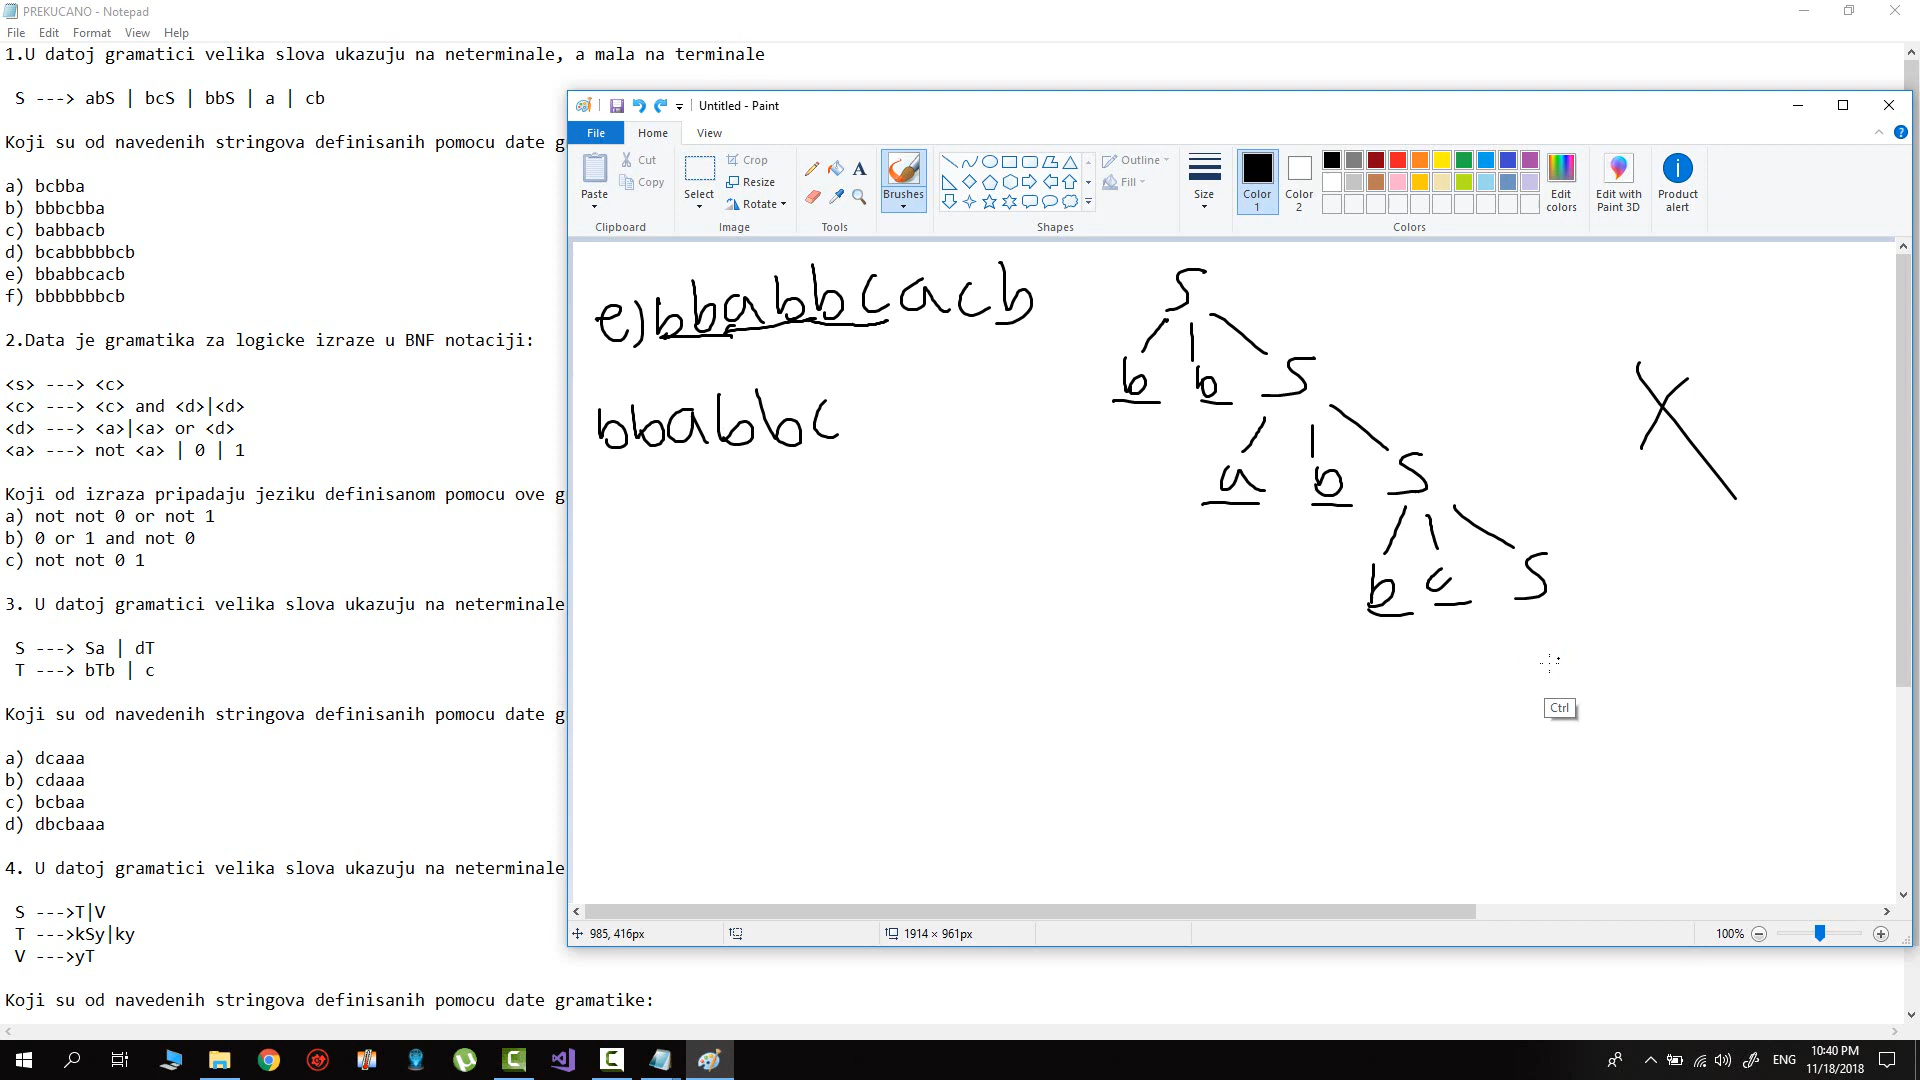 PREKUCANO - Notepad
File Edit Format View Help
1.U datoj gramatici velika slova ukazuju na neterminale, a mala na terminale
S ---> abS | bcS | bbS | a | cb
Koji su od navedenih stringova definisanih pomocu date g
a) bcbba
b) bbbcbba
c) babbacb
d) bcabbbbbcb
e) bbabbcacb
f) bbbbbbbcb
2.Data je gramatika za logicke izraze u BNF notaciji:
<s> ---> <c>
<c> ---> <c> and <d>|<d>
<d> ---> <a>|<a> or <d>
<a> ---> not <a> | 0 | 1
Koji od izraza pripadaju jeziku definisanom pomocu ove g
a) not not 0 or not 1
b) 0 or 1 and not 0
c) not not 0 1
3. U datoj gramatici velika slova ukazuju na neterminale
S ---> Sa | dT
T ---> bTb | c
Koji su od navedenih stringova definisanih pomocu date g
a) dcaaa
b) cdaaa
c) bcbaa
d) dbcbaaa
4. U datoj gramatici velika slova ukazuju na neterminale
S --->T|V
T --->kSy|ky
V --->yT
Koji su od navedenih stringova definisanih pomocu date gramatike:
Untitled - Paint
File Home View
Paste Cut Copy
Clipboard
Select Crop Resize Rotate
Image
Tools
Brushes
Outline Fill
Shapes
Size
Color 1
Color 2
Edit colors
Edit with Paint 3D
Product alert
Colors
e) bbabbcacb
bbabbc
S
b b S
a b S
b c S
X
Ctrl
985, 416px
1914 × 961px
100%
ENG
10:40 PM
11/18/2018